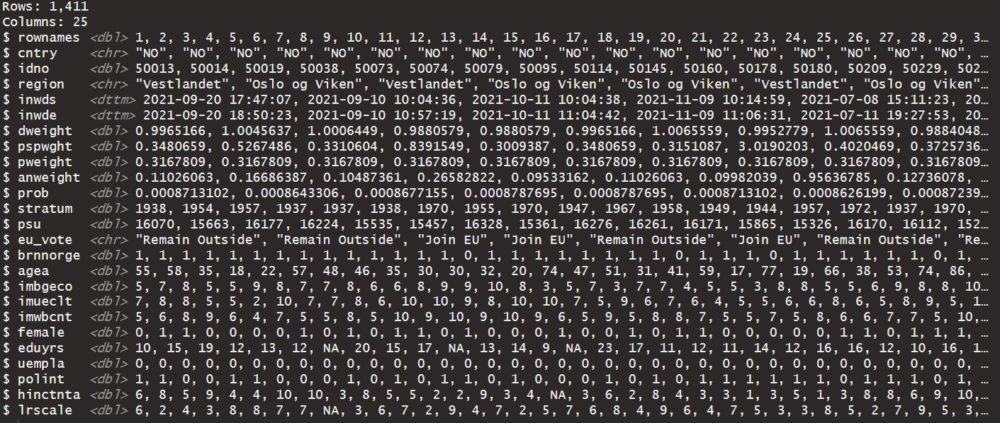 Rows: 1,411
Columns: 25
$ rownames <dbl> 1, 2, 3, 4, 5, 6, 7, 8, 9, 10, 11, 12, 13, 14, 15, 16, 17, 18, 19, 20, 21, 22, 23, 24, 25, 26, 27, 28, 29, 3…
$ cntry <chr> "NO", "NO", "NO", "NO", "NO", "NO", "NO", "NO", "NO", "NO", "NO", "NO", "NO", "NO", "NO", "NO", "NO", "NO", …
$ idno <dbl> 50013, 50014, 50019, 50038, 50073, 50074, 50079, 50095, 50114, 50145, 50160, 50178, 50180, 50209, 50229, 502…
$ region <chr> "Vestlandet", "Oslo og Viken", "Vestlandet", "Oslo og Viken", "Oslo og Viken", "Vestlandet", "Oslo og Viken"…
$ inwds <dttm> 2021-09-20 17:47:07, 2021-09-10 10:04:36, 2021-10-11 10:04:38, 2021-11-09 10:14:59, 2021-07-08 15:11:23, 20…
$ inwde <dttm> 2021-09-20 18:50:23, 2021-09-10 10:57:19, 2021-10-11 11:04:42, 2021-11-09 11:06:31, 2021-07-11 19:27:53, 20…
$ dweight <dbl> 0.9965166, 1.0045637, 1.0006449, 0.9880579, 0.9880579, 0.9965166, 1.0065559, 0.9952779, 1.0065559, 0.9884048…
$ pspwght <dbl> 0.3480659, 0.5267486, 0.3310604, 0.8391549, 0.3009387, 0.3480659, 0.3151087, 3.0190203, 0.4020469, 0.3725736…
$ pweight <dbl> 0.3167809, 0.3167809, 0.3167809, 0.3167809, 0.3167809, 0.3167809, 0.3167809, 0.3167809, 0.3167809, 0.3167809…
$ anweight <dbl> 0.11026063, 0.16686387, 0.10487361, 0.26582822, 0.09533162, 0.11026063, 0.09982039, 0.95636785, 0.12736078, …
$ prob <dbl> 0.0008713102, 0.0008643306, 0.0008677155, 0.0008787695, 0.0008787695, 0.0008713102, 0.0008626199, 0.00087239…
$ stratum <dbl> 1938, 1954, 1957, 1937, 1937, 1938, 1970, 1955, 1970, 1947, 1967, 1958, 1949, 1944, 1957, 1972, 1937, 1970, …
$ psu <dbl> 16070, 15663, 16177, 16224, 15535, 15457, 16328, 15361, 16276, 16261, 16171, 15865, 15326, 16170, 16112, 152…
$ eu_vote <chr> "Remain Outside", "Remain Outside", "Join EU", "Join EU", "Remain Outside", "Join EU", "Remain Outside", "Re…
$ brnnorge <dbl> 1, 1, 1, 1, 1, 1, 1, 1, 1, 1, 1, 1, 1, 0, 1, 1, 1, 1, 1, 1, 1, 1, 0, 1, 1, 1, 1, 0, 1, 1, 1, 1, 1, 1, 0, 1, …
$ agea <dbl> 55, 58, 35, 18, 22, 57, 48, 46, 35, 30, 30, 32, 20, 74, 47, 51, 31, 41, 59, 17, 77, 19, 66, 38, 53, 74, 86, …
$ imbgeco <dbl> 5, 7, 8, 5, 5, 9, 8, 7, 7, 8, 6, 6, 8, 9, 9, 10, 8, 3, 5, 7, 3, 7, 7, 4, 5, 5, 3, 8, 8, 5, 5, 6, 9, 8, 8, 10…
$ imueclt <dbl> 7, 8, 8, 5, 5, 2, 10, 7, 7, 8, 6, 10, 10, 9, 8, 10, 10, 7, 5, 9, 6, 7, 6, 4, 5, 5, 6, 6, 8, 6, 5, 8, 9, 5, 1…
$ imwbcnt <dbl> 5, 6, 8, 9, 6, 4, 7, 5, 5, 8, 5, 10, 9, 10, 9, 10, 9, 6, 5, 9, 5, 8, 8, 7, 5, 5, 7, 5, 8, 6, 6, 7, 7, 5, 10,…
$ female <dbl> 0, 1, 1, 0, 0, 0, 0, 1, 0, 1, 0, 1, 1, 0, 1, 0, 0, 0, 1, 0, 0, 1, 0, 1, 1, 0, 0, 0, 0, 0, 1, 1, 0, 1, 1, 1, …
$ eduyrs <dbl> 10, 15, 19, 12, 13, 12, NA, 20, 15, 17, NA, 13, 14, 9, NA, 23, 17, 11, 12, 11, 14, 12, 16, 16, 12, 10, 16, 1…
$ uempla <dbl> 0, 0, 0, 0, 0, 0, 0, 0, 0, 0, 0, 0, 0, 0, 0, 0, 0, 0, 0, 0, 0, 0, 0, 0, 0, 0, 0, 0, 0, 0, 0, 0, 0, 0, 0, 0, …
$ polint <dbl> 1, 1, 0, 0, 1, 1, 0, 0, 1, 0, 1, 0, 1, 1, 0, 1, 0, 0, 0, 1, 1, 0, 1, 0, 1, 1, 1, 1, 1, 1, 0, 1, 1, 1, 0, 1, …
$ hinctnta <dbl> 6, 8, 5, 9, 4, 4, 10, 10, 3, 8, 5, 5, 2, 2, 9, 3, 4, NA, 3, 6, 2, 8, 4, 3, 3, 1, 3, 5, 1, 3, 8, 8, 6, 9, 10,…
$ lrscale <dbl> 6, 2, 4, 3, 8, 8, 7, 7, NA, 3, 6, 7, 2, 9, 4, 7, 2, 5, 7, 6, 8, 4, 9, 6, 4, 7, 5, 3, 3, 8, 5, 2, 7, 9, 5, 3,…